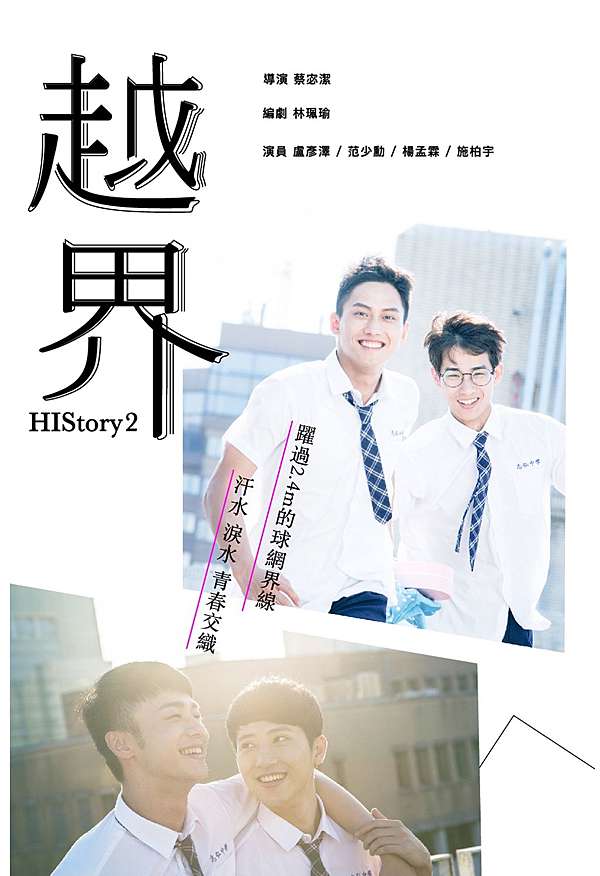 越界
HIStory2
導演 蔡宓潔
編劇 林珮瑜
演員 盧彥澤 / 范少勳 / 楊孟霖 / 施柏宇
躍過2.4m的球網界線
汗水 淚水 青春交織